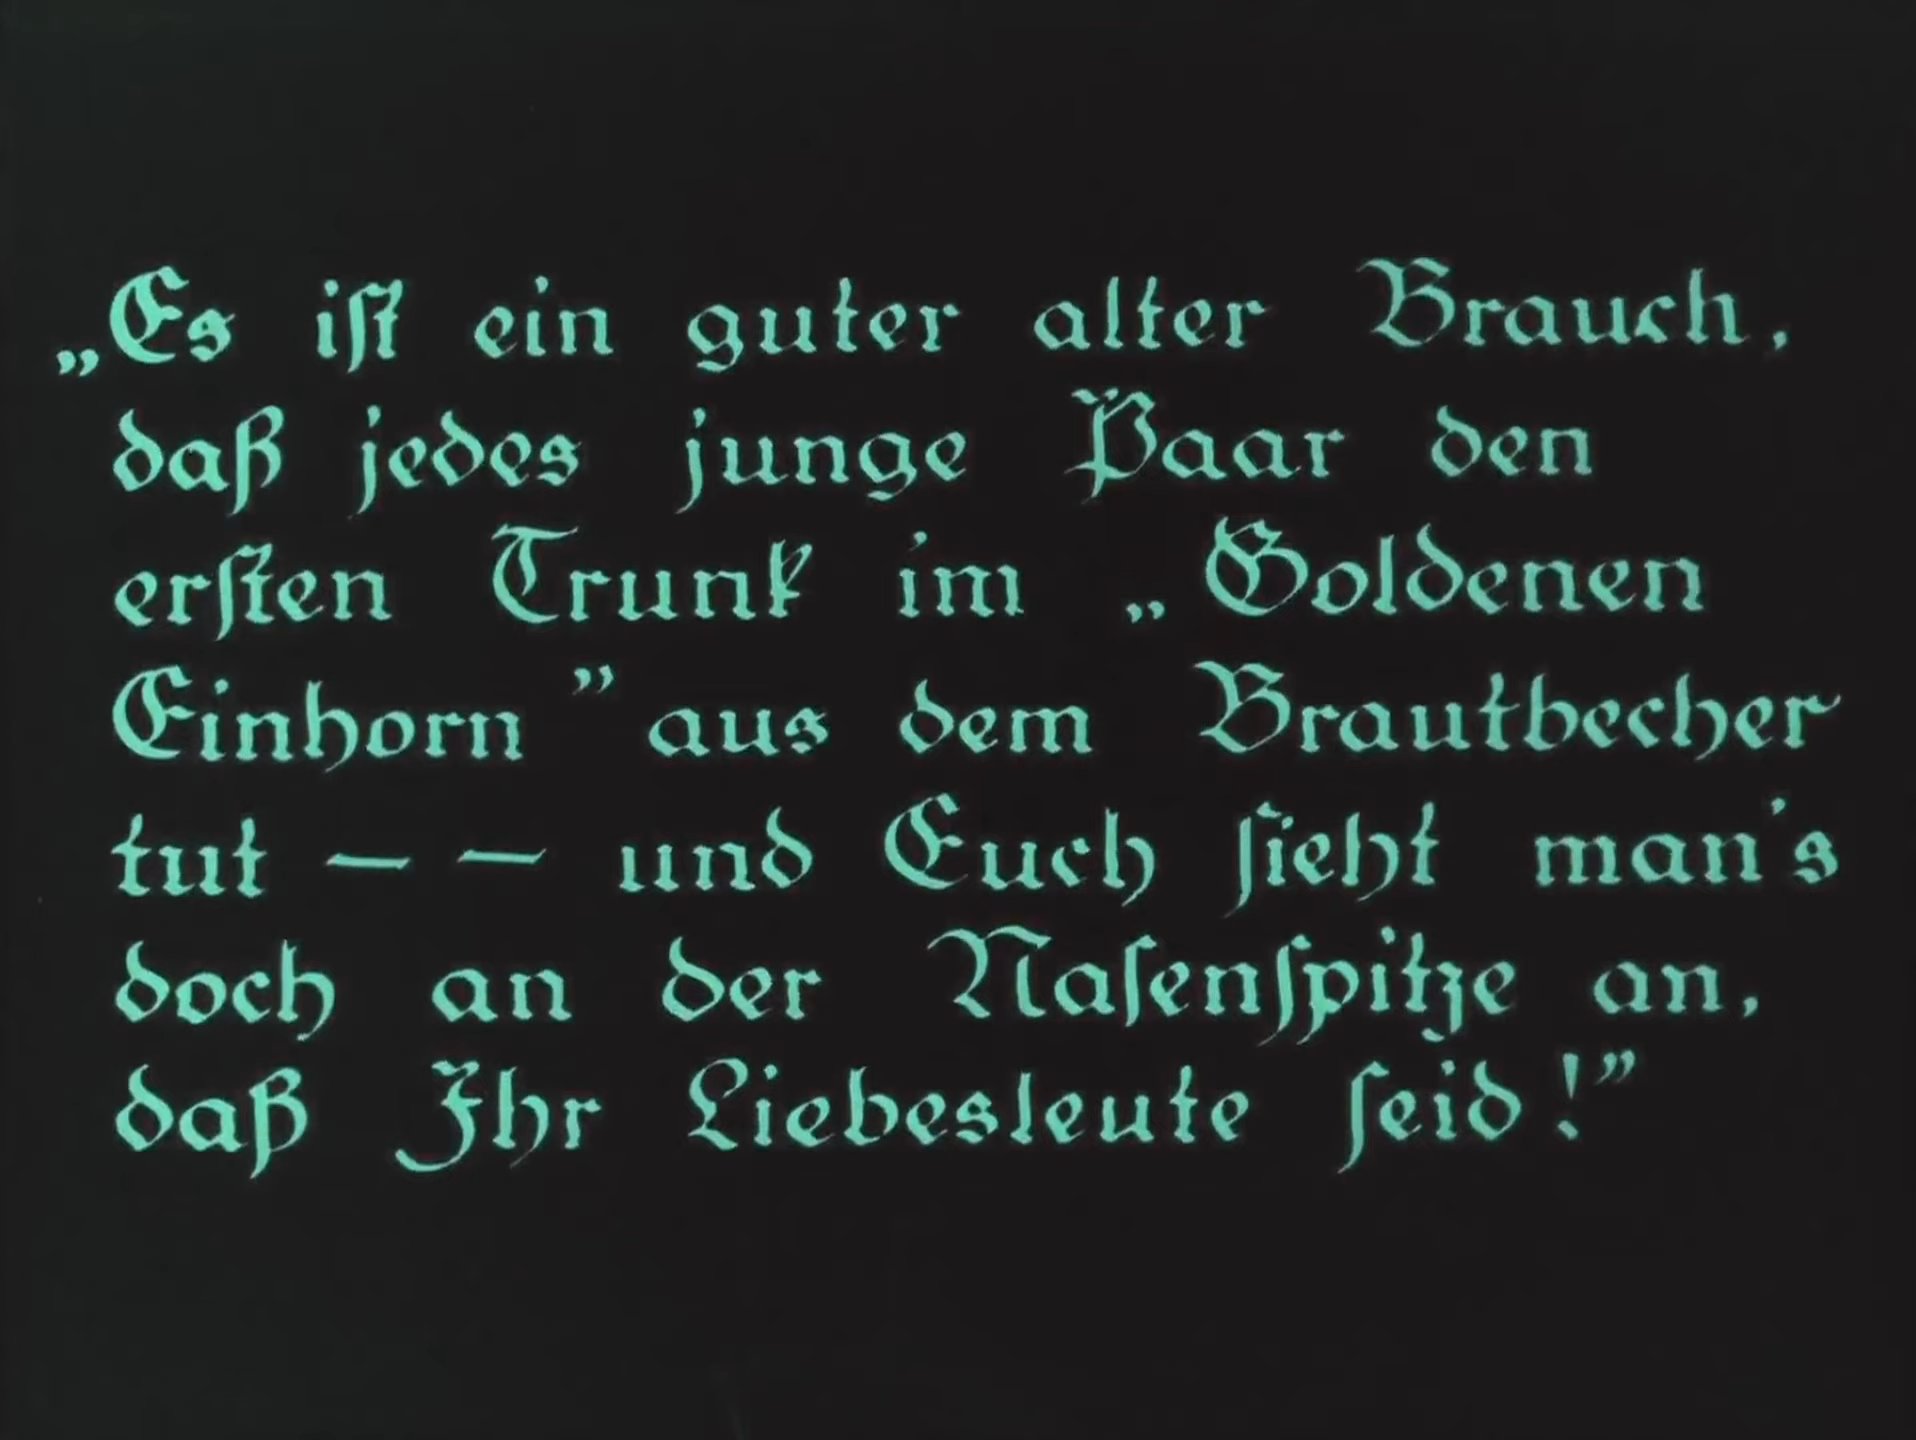 „Es iſt ein guter alter Brauch,
daß jedes junge Paar den
erſten Trunk im „Goldenen
Einhorn” aus dem Brautbecher
tut — — und Euch ſieht man's
doch an der Naſenſpitze an,
daß Ihr Liebesleute ſeid!”